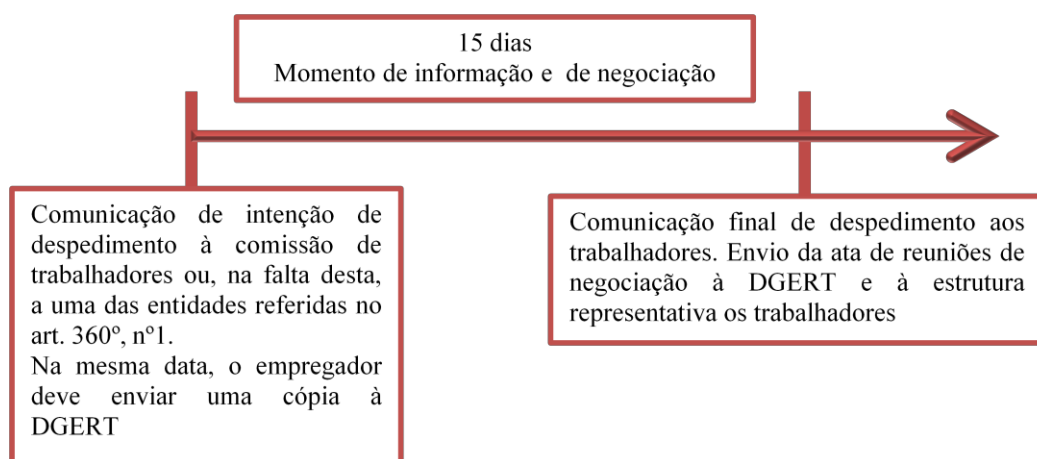 15 dias
Momento de informação e de negociação
Comunicação de intenção de
despedimento à comissão de
trabalhadores ou, na falta desta,
a uma das entidades referidas no
art. 360º, nº1.
Na mesma data, o empregador
deve enviar uma cópia à
DGERT
Comunicação final de despedimento aos
trabalhadores. Envio da ata de reuniões de
negociação à DGERT e à estrutura
representativa os trabalhadores